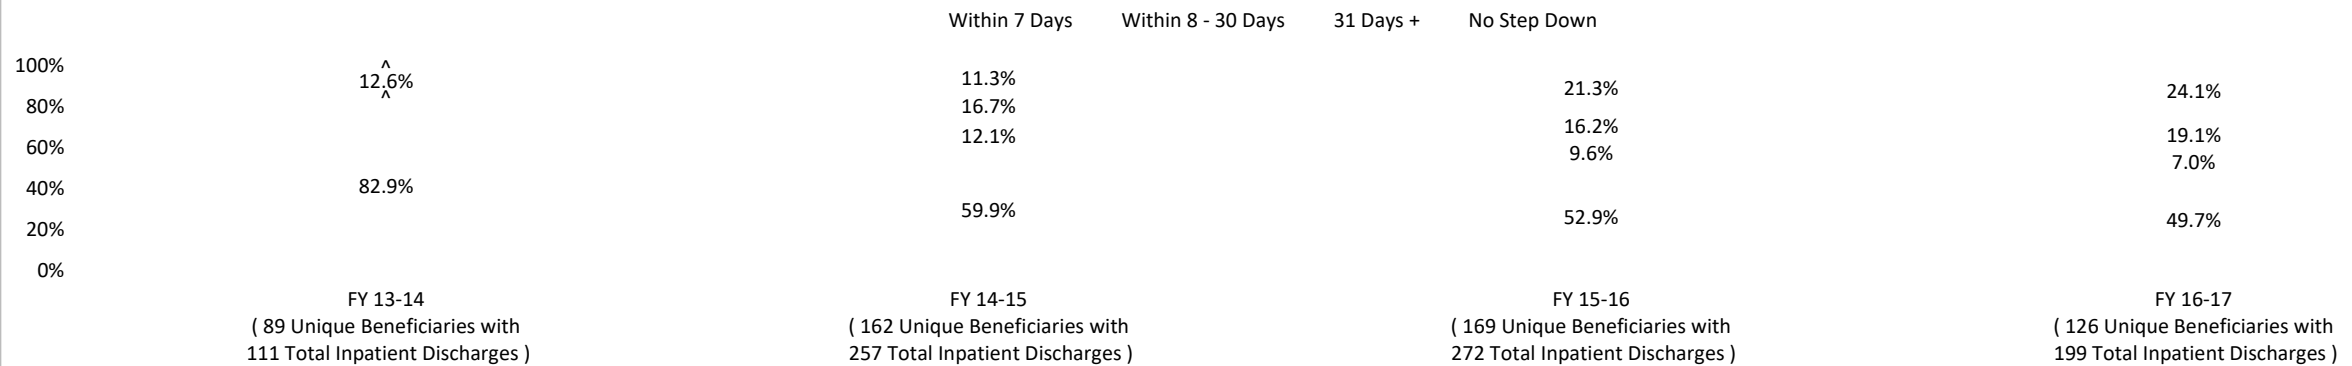 Within 7 Days Within 8 - 30 Days 31 Days + No Step Down
100%
80%
60%
40%
20%
0%
^
12.6%
^
82.9%
11.3%
16.7%
12.1%
59.9%
21.3%
16.2%
9.6%
52.9%
24.1%
19.1%
7.0%
49.7%
FY 13-14
( 89 Unique Beneficiaries with
111 Total Inpatient Discharges )
FY 14-15
( 162 Unique Beneficiaries with
257 Total Inpatient Discharges )
FY 15-16
( 169 Unique Beneficiaries with
272 Total Inpatient Discharges )
FY 16-17
( 126 Unique Beneficiaries with
199 Total Inpatient Discharges )